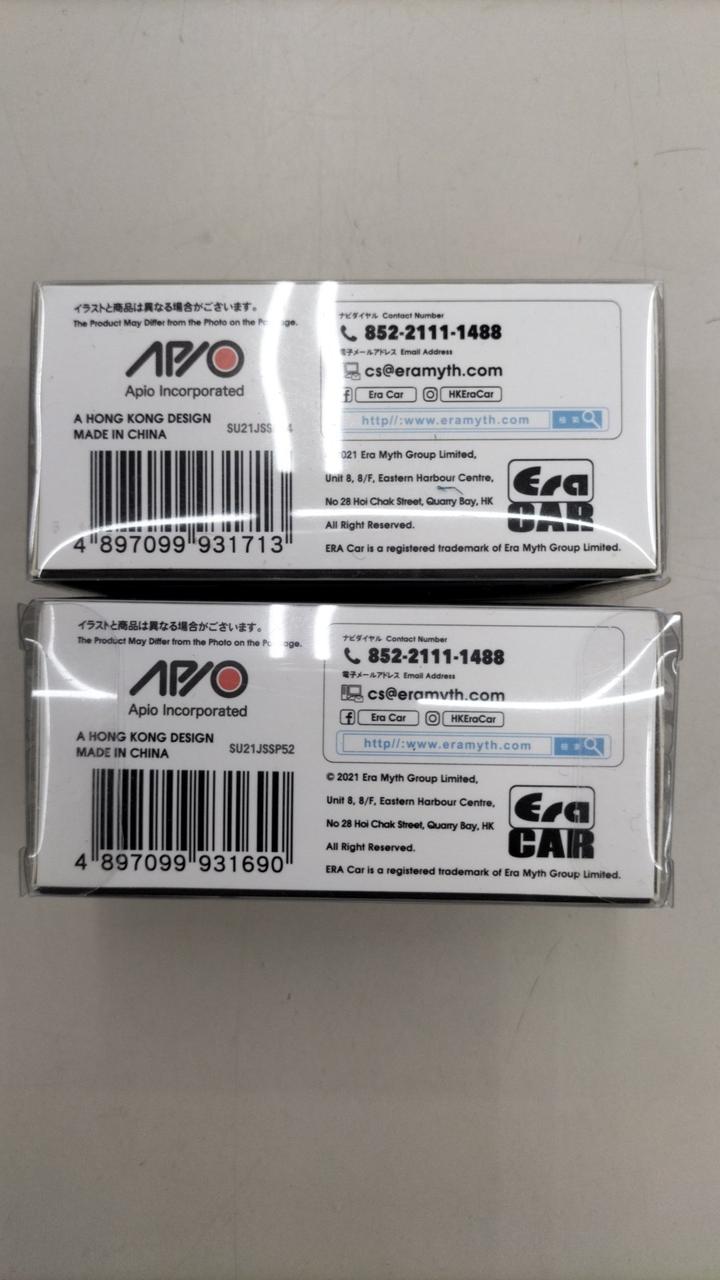 イラストと商品は異なる場合がございます。
The Product May Differ from the Photo on the
APIO
Apio Incorporated
A HONG KONG DESIGN
MADE IN CHINA
4 897099 931713
ナビダイヤル Contact Number
852-2111-1488
電子メールアドレス Email Address
cs@eramyth.com
f Era Car HKEraCar
http//:www.eramyth.com 検索
2021 Era Myth Group Limited,
Unit 8, 8/F, Eastern Harbour Centre,
No 28 Hoi Chak Street, Quarry Bay, HK
All Right Reserved.
ERA Car is a registered trademark of Era Myth Group Limited.
Era
CAR
イラストと商品は異なる場合がございます。
The Product May Differ from the Photo on the
APIO
Apio Incorporated
A HONG KONG DESIGN
MADE IN CHINA
SU21JSSP52
4 897099 931690
ナビダイヤル Contact Number
852-2111-1488
電子メールアドレス Email Address
cs@eramyth.com
f Era Car HKEraCar
http//:www.eramyth.com 検索
© 2021 Era Myth Group Limited,
Unit 8, 8/F, Eastern Harbour Centre,
No 28 Hoi Chak Street, Quarry Bay, HK
All Right Reserved.
ERA Car is a registered trademark of Era Myth Group Limited.
Era
CAR